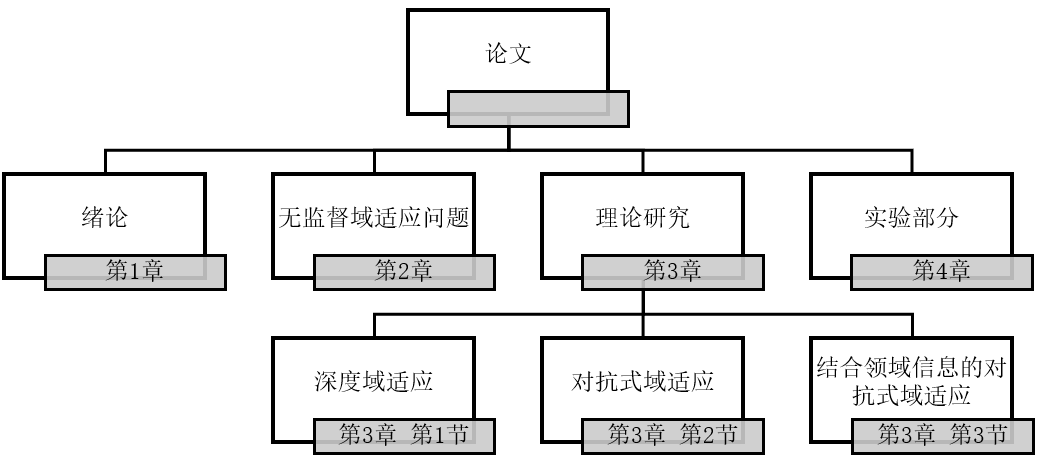 论文
绪论
第1章
无监督域适应问题
第2章
理论研究
第3章
实验部分
第4章
深度域适应
第3章 第1节
对抗式域适应
第3章 第2节
结合领域信息的对
抗式域适应
第3章 第3节